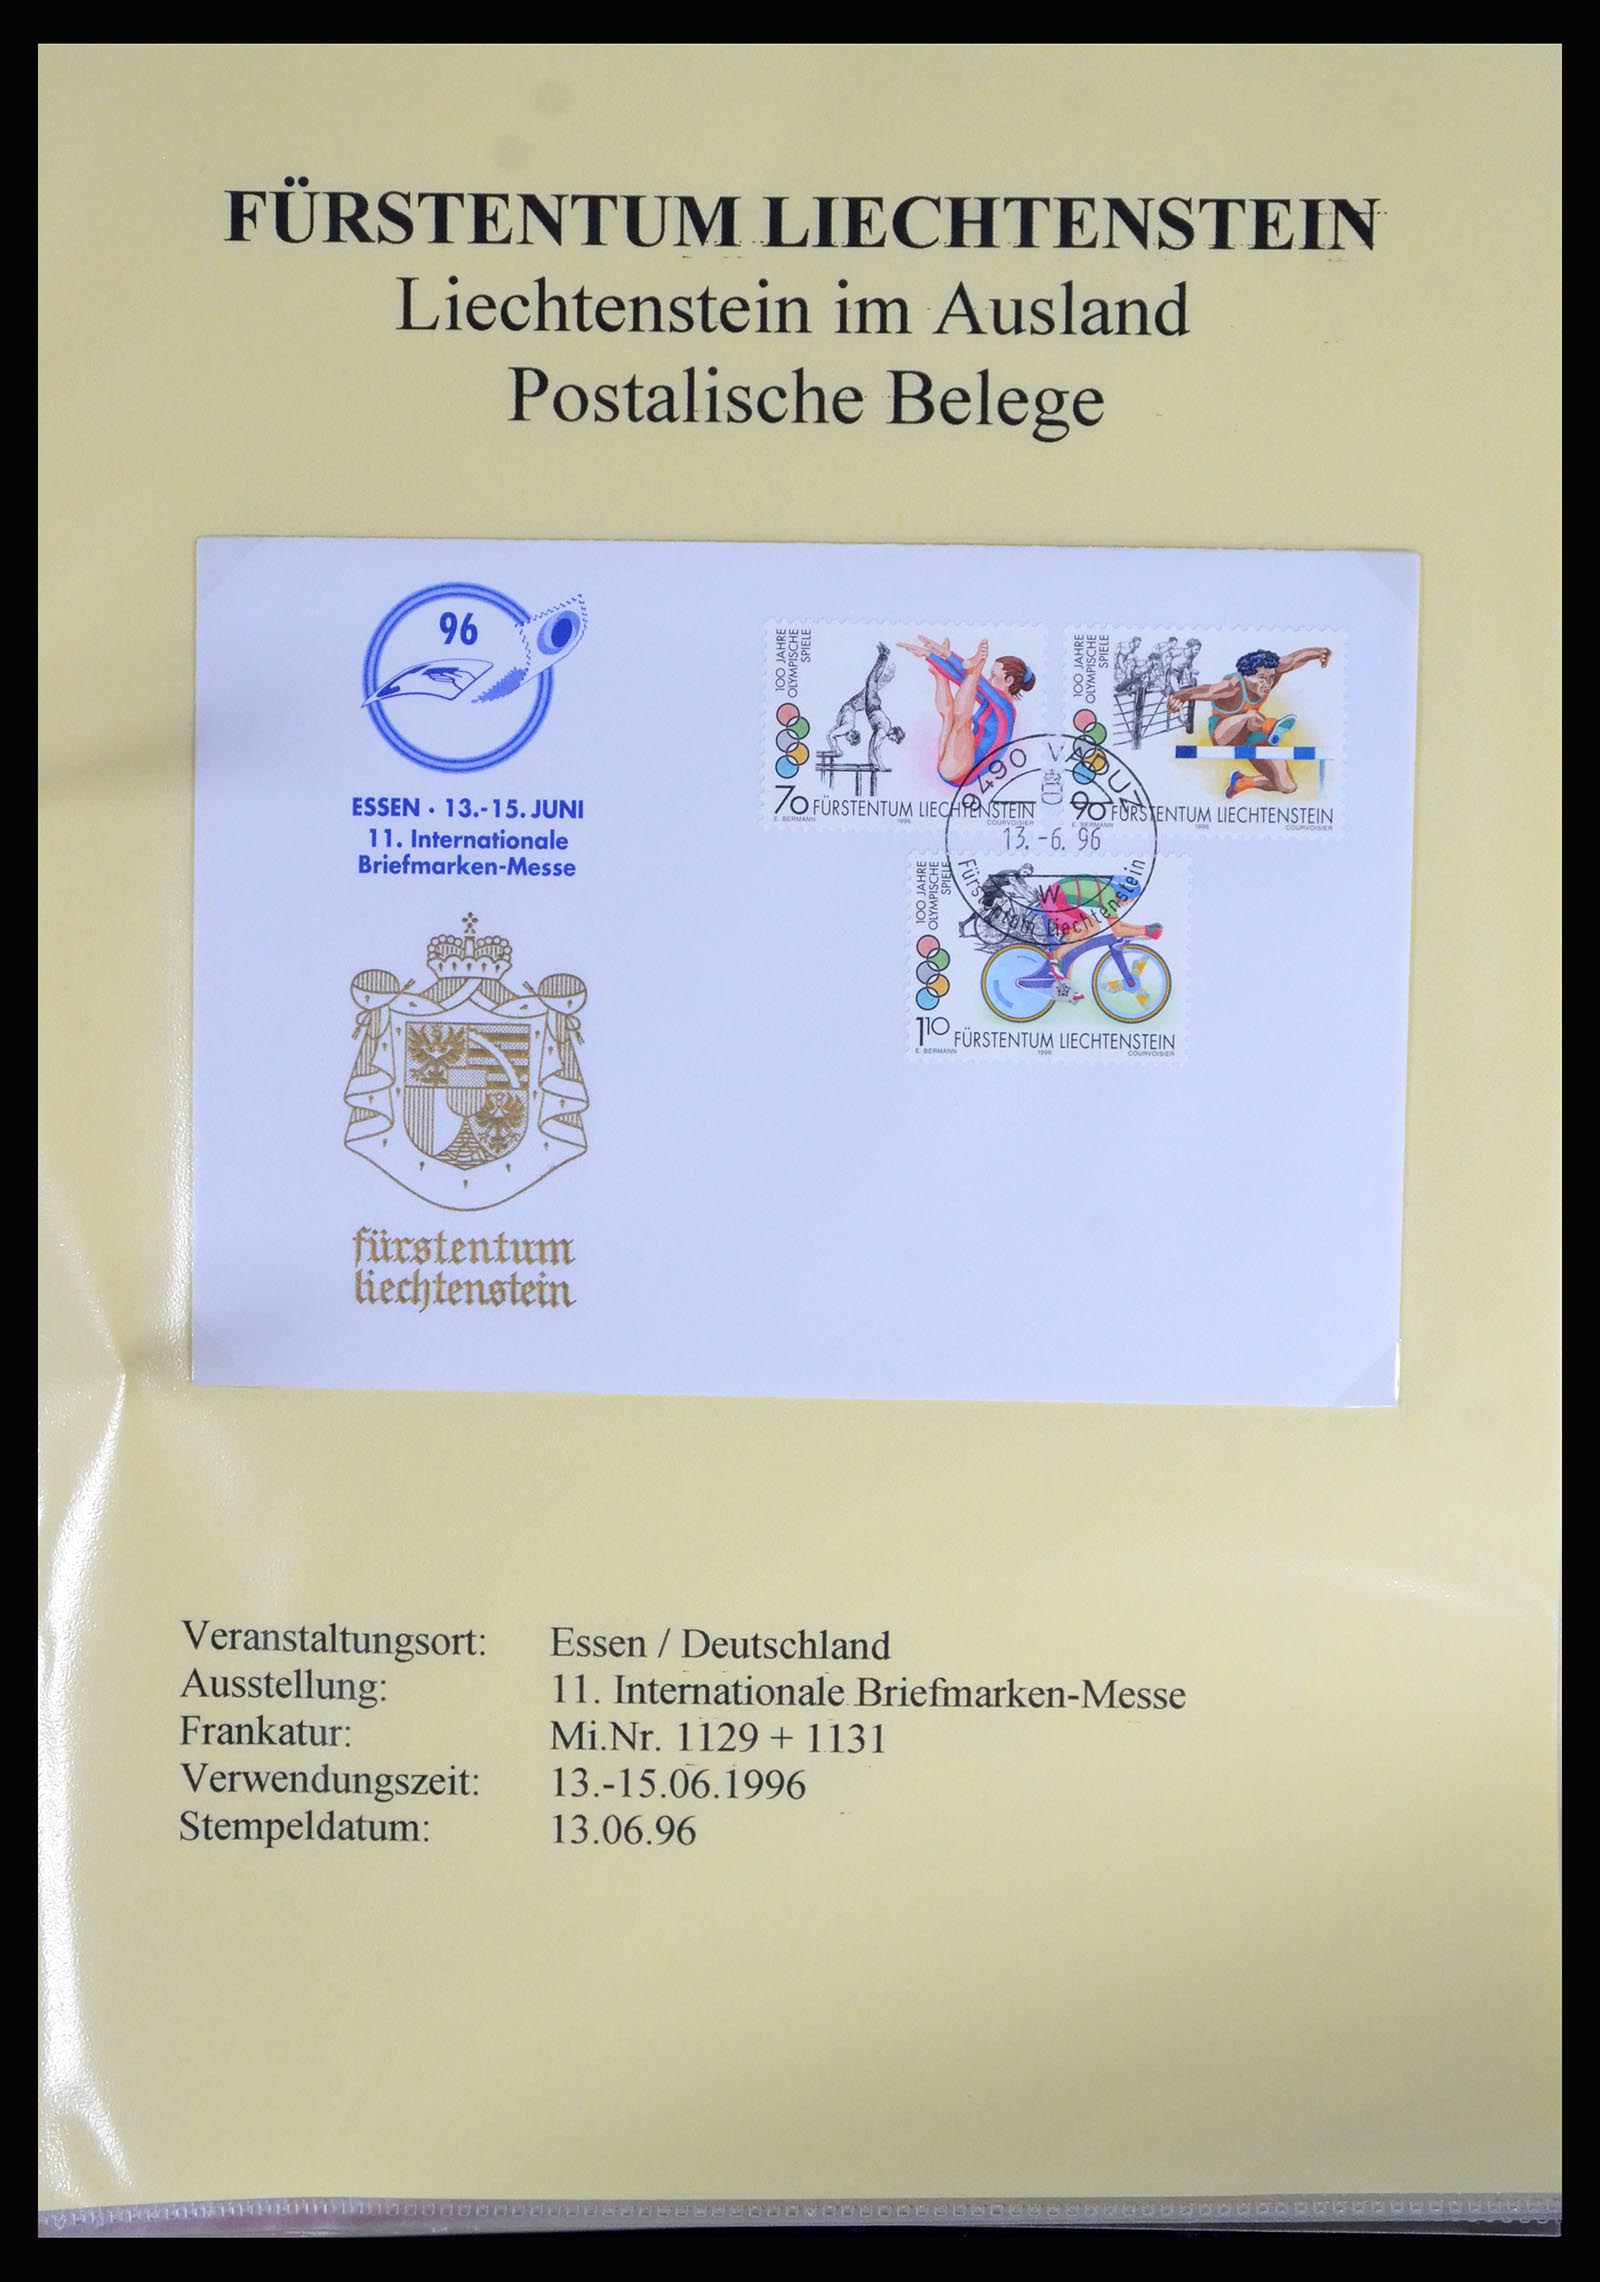 FÜRSTENTUM LIECHTENSTEIN
Liechtenstein im Ausland
Postalische Belege
96
ESSEN · 13.-15. JUNI
11. Internationale
Briefmarken-Messe
fürstentum
liechtenstein
100 JAHRE
OLYMPISCHE
SPIELE
70 FÜRSTENTUM LIECHTENSTEIN
E. BERMANN 1996 COURVOISIER
100 JAHRE
OLYMPISCHE
SPIELE
90 FÜRSTENTUM LIECHTENSTEIN
E. BERMANN 1996 COURVOISIER
9490 VADUZ
13.-6.96
W
Fürstentum Liechtenstein
100 JAHRE
OLYMPISCHE
SPIELE
110 FÜRSTENTUM LIECHTENSTEIN
E. BERMANN 1996 COURVOISIER
Veranstaltungsort: Essen / Deutschland
Ausstellung: 11. Internationale Briefmarken-Messe
Frankatur: Mi.Nr. 1129 + 1131
Verwendungszeit: 13.-15.06.1996
Stempeldatum: 13.06.96